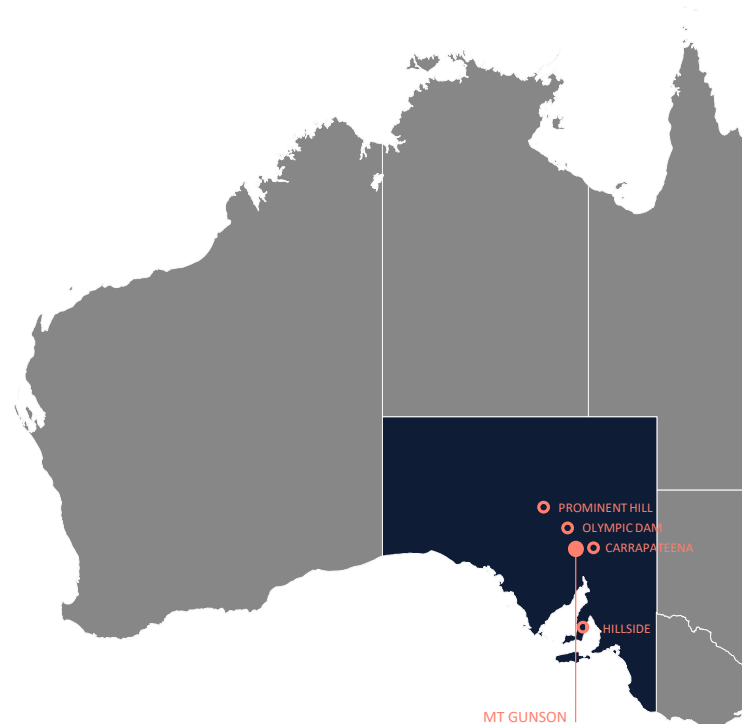 PROMINENT HILL
OLYMPIC DAM
CARRAPATEENA
HILLSIDE
MT GUNSON